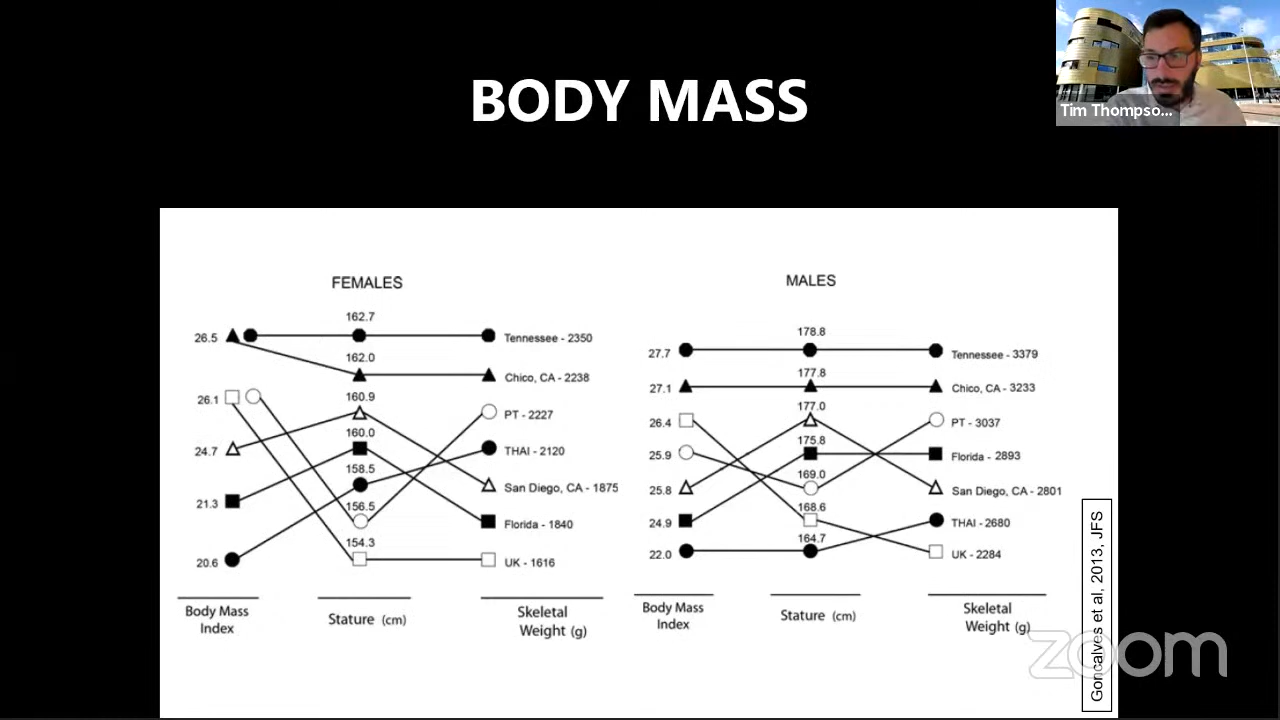 BODY MASS
Tim Thompso...
FEMALES
26.5
26.1
24.7
21.3
20.6
162.7
162.0
160.9
160.0
158.5
156.5
154.3
Tennessee - 2350
Chico, CA - 2238
PT - 2227
THAI - 2120
San Diego, CA - 1875
Florida - 1840
UK - 1616
Body Mass
Index
Stature (cm)
Skeletal
Weight (g)
MALES
27.7
27.1
26.4
25.9
25.8
24.9
22.0
178.8
177.8
177.0
175.8
169.0
168.6
164.7
Tennessee - 3379
Chico, CA - 3233
PT - 3037
Florida - 2893
San Diego, CA - 2801
THAI - 2680
UK - 2284
Body Mass
Index
Stature (cm)
Skeletal
Weight (g)
Goncalves et al, 2013, JFS
zoom